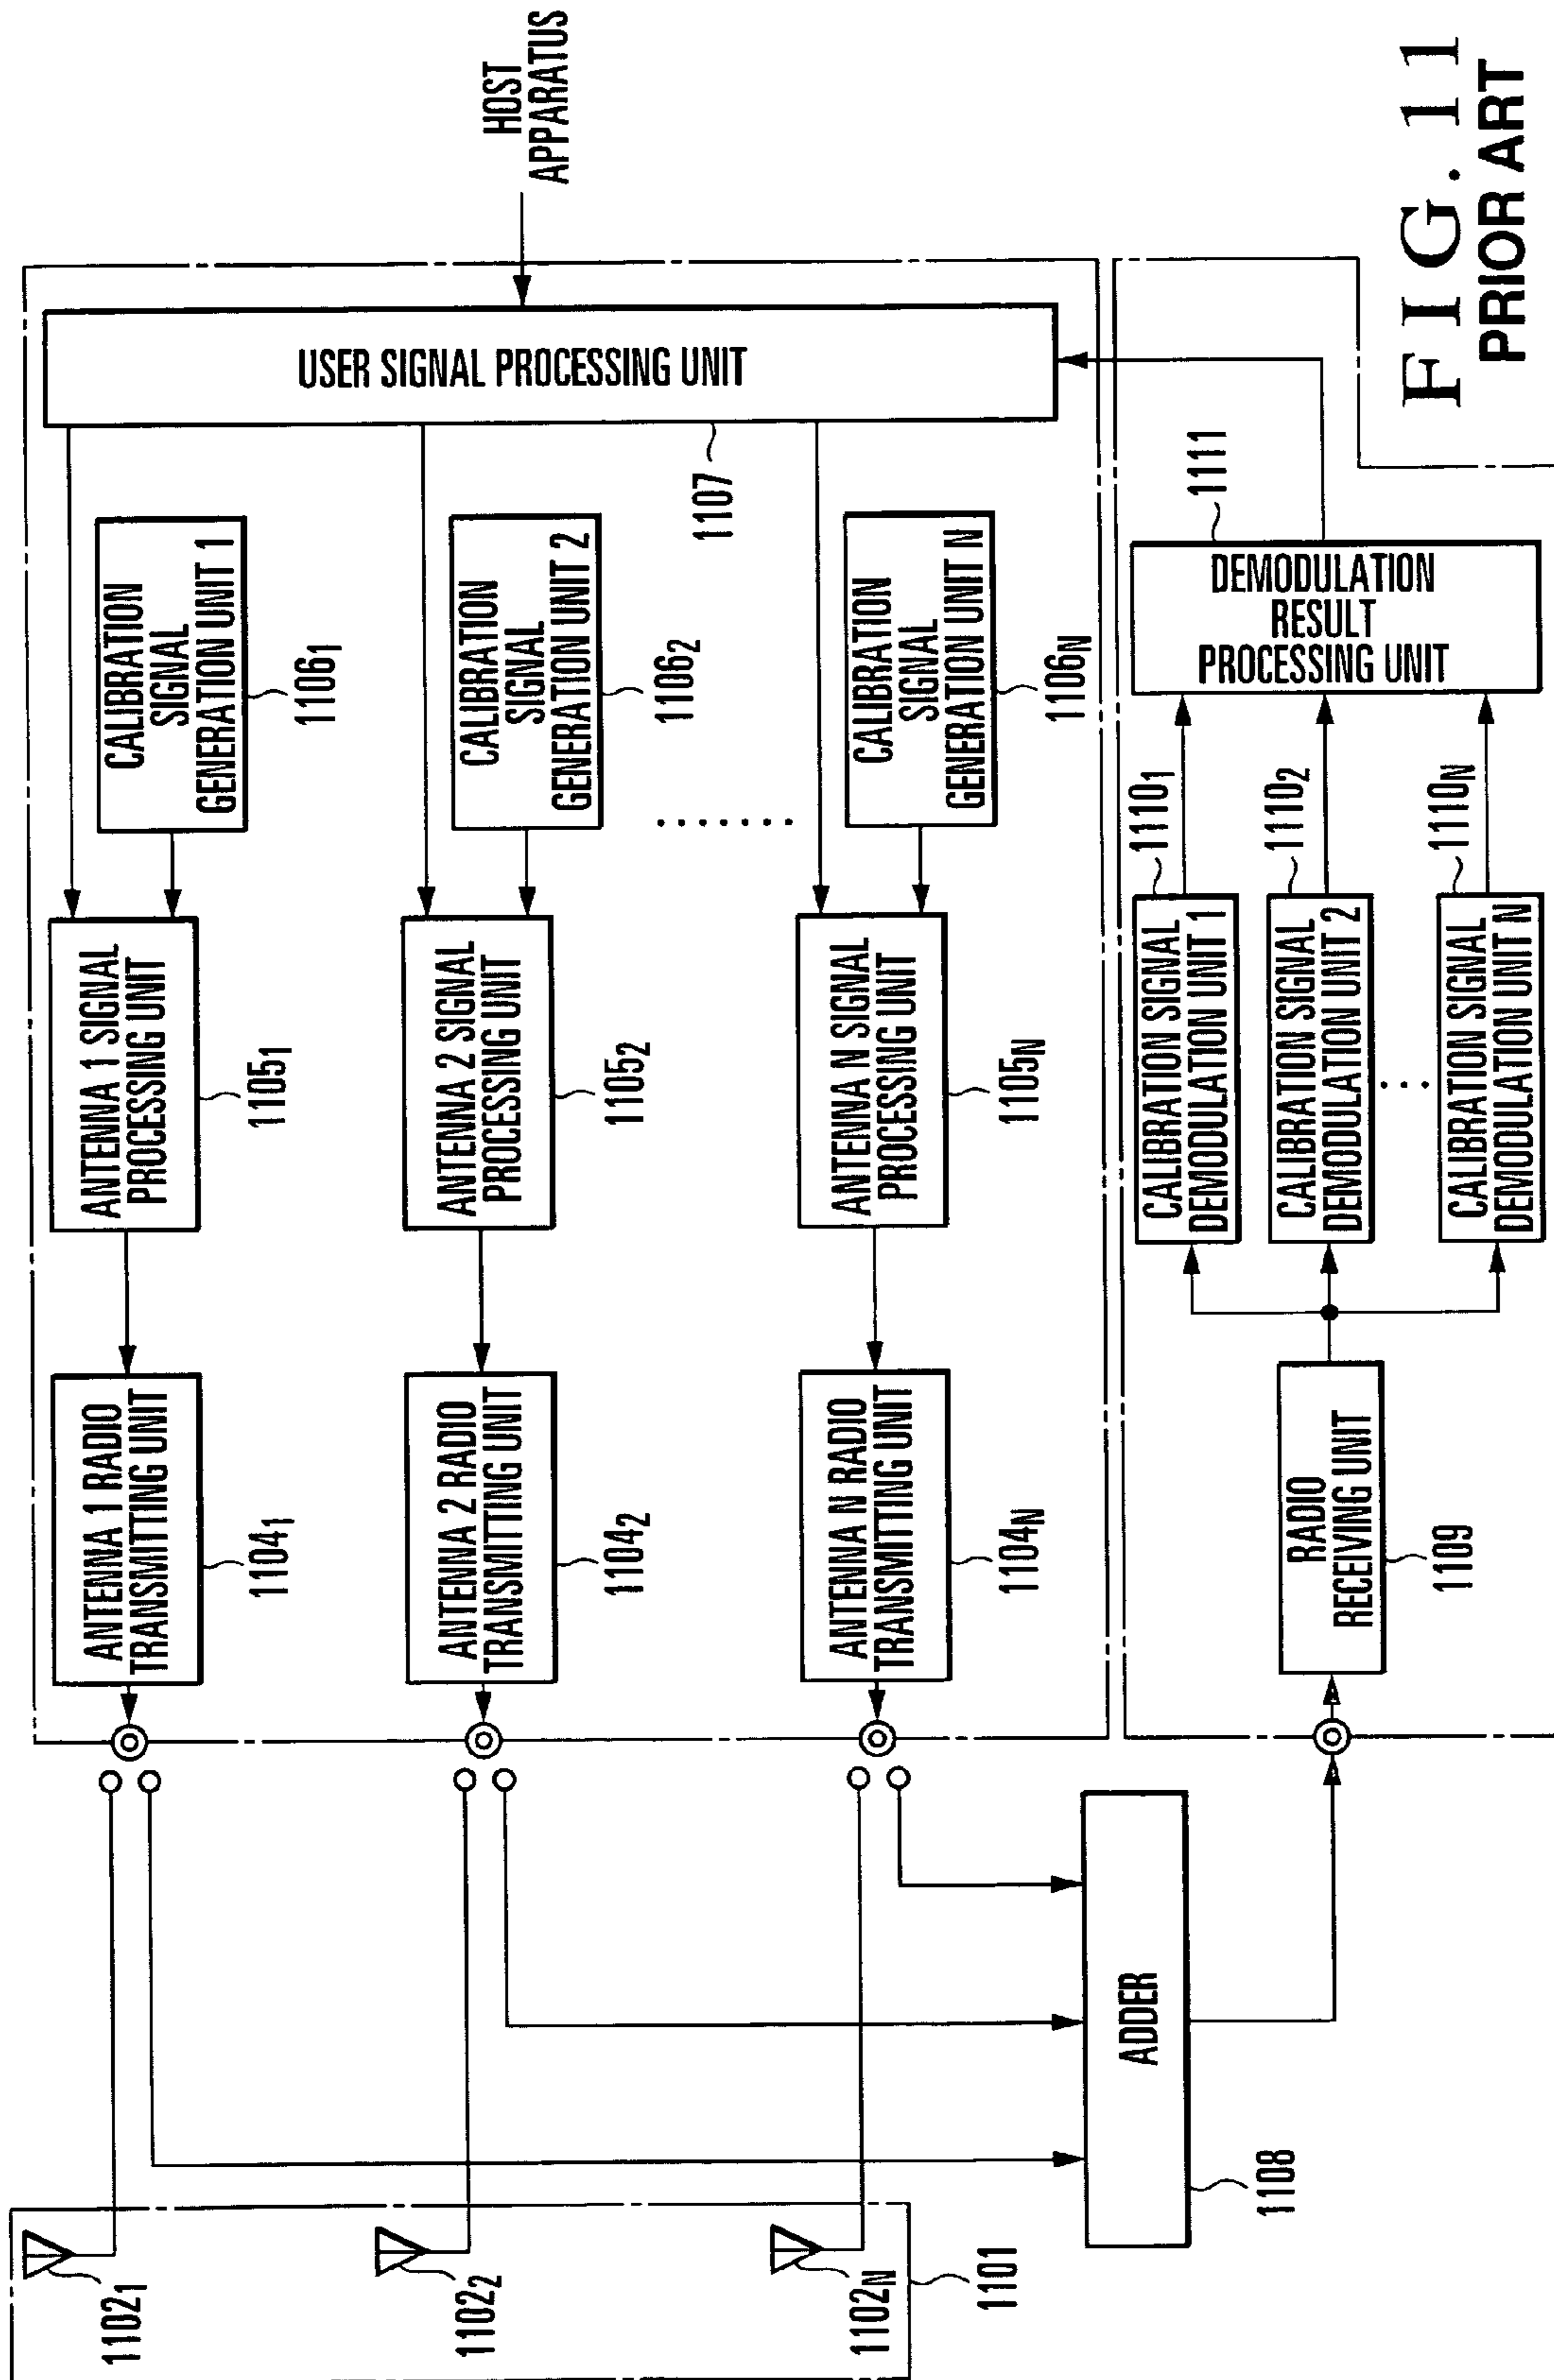 HOST
APPARATUS
USER SIGNAL PROCESSING UNIT
1107
CALIBRATION
SIGNAL
GENERATION UNIT 1
1106₁
CALIBRATION
SIGNAL
GENERATION UNIT 2
1106₂
.......
CALIBRATION
SIGNAL
GENERATION UNIT N
1106N
ANTENNA 1 SIGNAL
PROCESSING UNIT
1105₁
ANTENNA 2 SIGNAL
PROCESSING UNIT
1105₂
ANTENNA N SIGNAL
PROCESSING UNIT
1105N
ANTENNA 1 RADIO
TRANSMITTING UNIT
1104₁
ANTENNA 2 RADIO
TRANSMITTING UNIT
1104₂
ANTENNA N RADIO
TRANSMITTING UNIT
1104N
1102₁
1102₂
1102N
1101
ADDER
1108
RADIO
RECEIVING UNIT
1109
CALIBRATION SIGNAL
DEMODULATION UNIT 1
1110₁
CALIBRATION SIGNAL
DEMODULATION UNIT 2
1110₂
...
CALIBRATION SIGNAL
DEMODULATION UNIT N
1110N
DEMODULATION
RESULT
PROCESSING UNIT
1111
FIG. 11
PRIOR ART